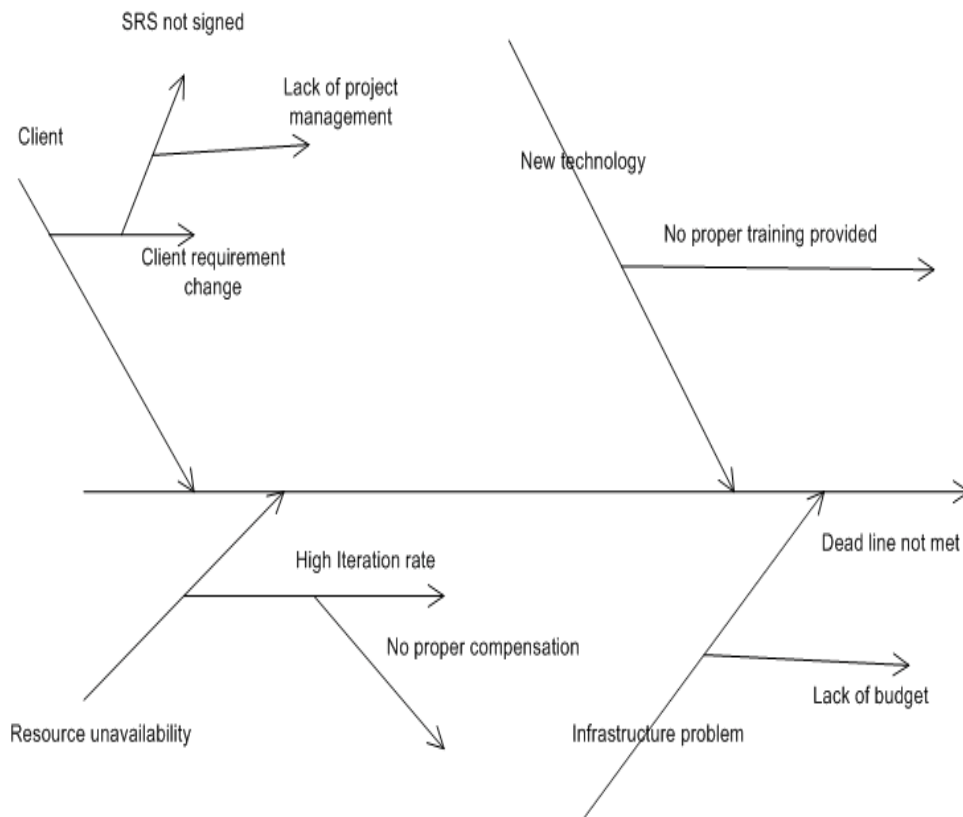 SRS not signed
Lack of project
management
Client
New technology
No proper training provided
Client requirement
change
Dead line not met
High Iteration rate
No proper compensation
Lack of budget
Resource unavailability
Infrastructure problem